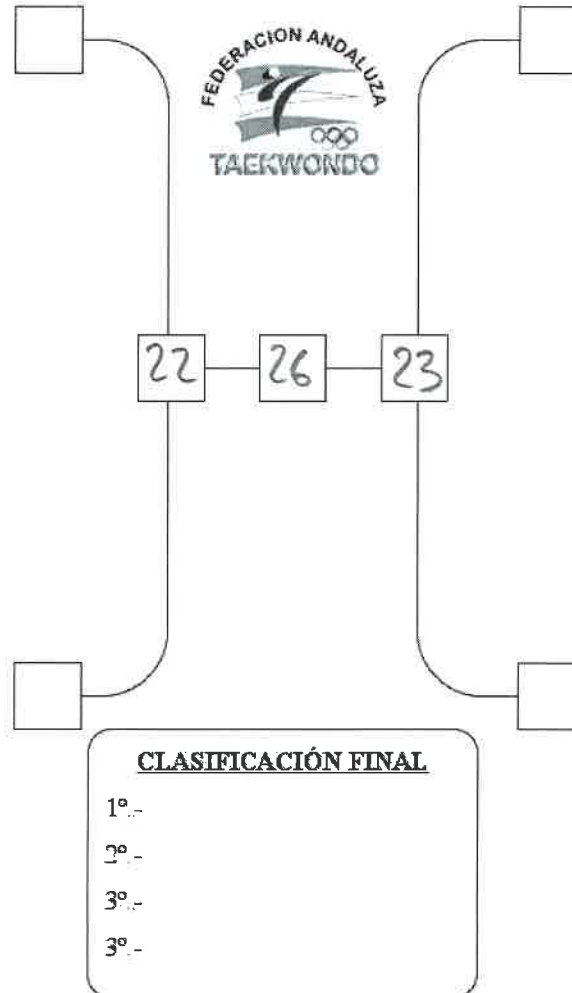 FEDERACION ANDALUZA
TAEKWONDO
22 26 23
CLASIFICACIÓN FINAL
1º.-
2º.-
3º.-
3º.-